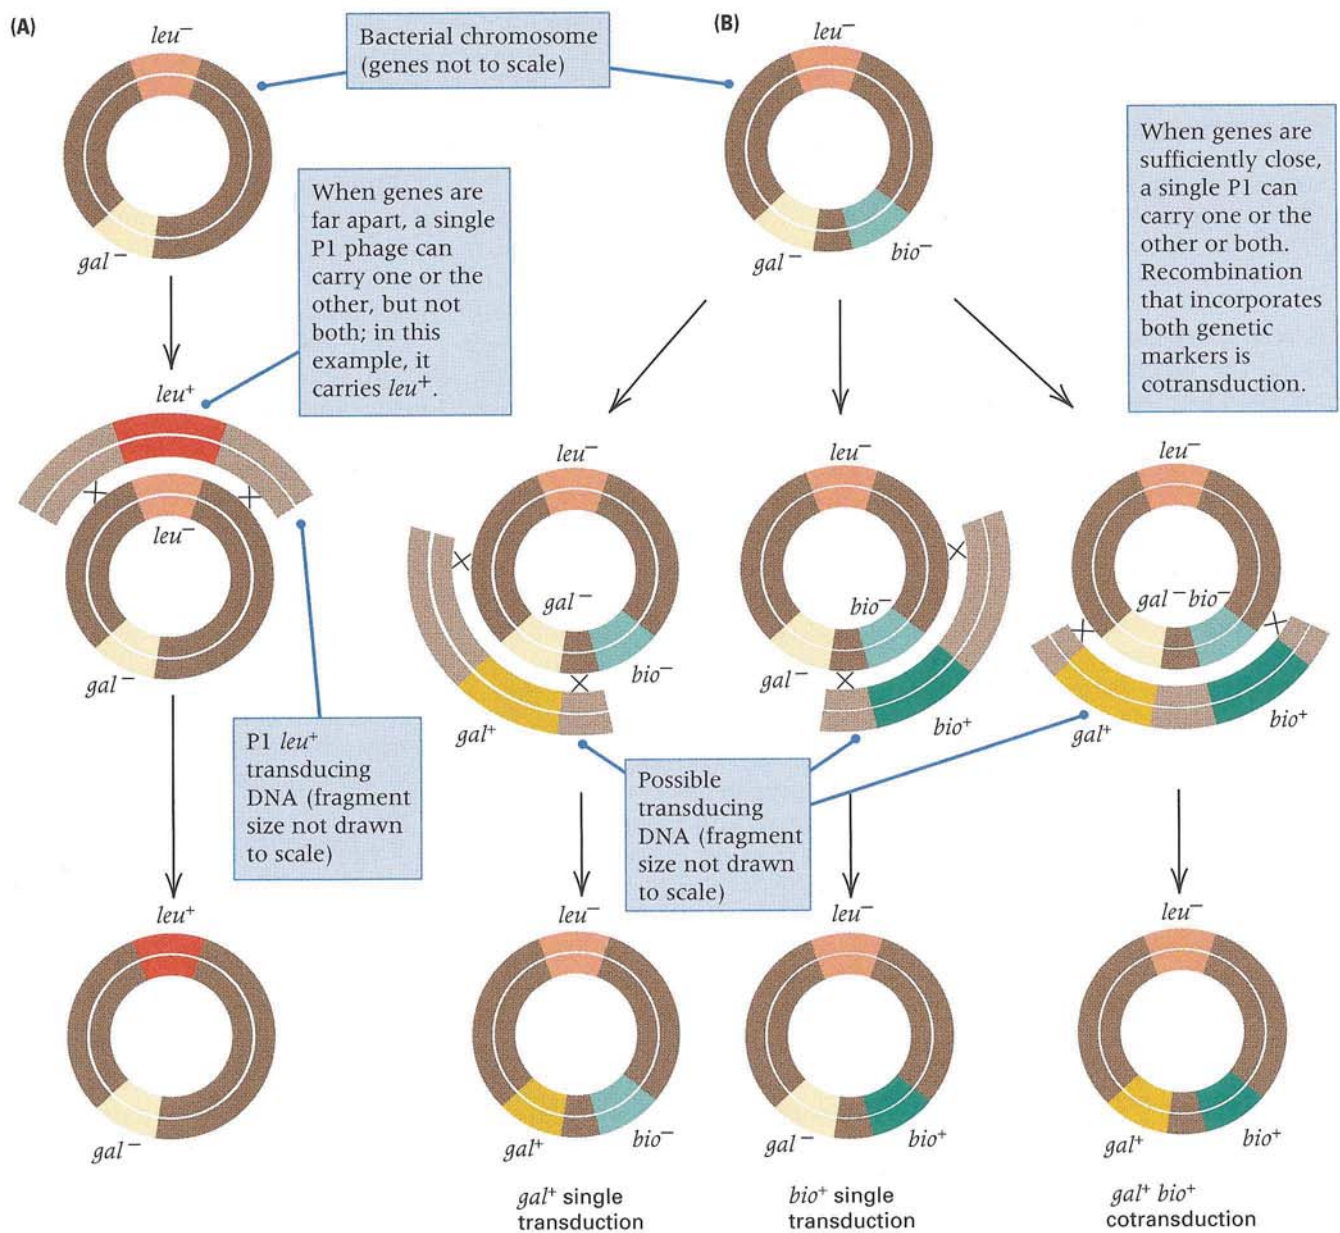 (A)
leu⁻
Bacterial chromosome
(genes not to scale)
gal⁻
When genes are
far apart, a single
P1 phage can
carry one or the
other, but not
both; in this
example, it
carries leu⁺.
leu⁺
leu⁻
gal⁻
P1 leu⁺
transducing
DNA (fragment
size not drawn
to scale)
leu⁺
gal⁻
(B)
leu⁻
gal⁻
bio⁻
When genes are
sufficiently close,
a single P1 can
carry one or the
other or both.
Recombination
that incorporates
both genetic
markers is
cotransduction.
leu⁻
gal⁻
bio⁻
gal⁺
leu⁻
bio⁻
gal⁻
bio⁺
leu⁻
gal⁻ bio⁻
gal⁺
bio⁺
Possible
transducing
DNA (fragment
size not drawn
to scale)
leu⁻
gal⁺
bio⁻
gal⁺ single
transduction
leu⁻
gal⁻
bio⁺
bio⁺ single
transduction
leu⁻
gal⁺
bio⁺
gal⁺ bio⁺
cotransduction